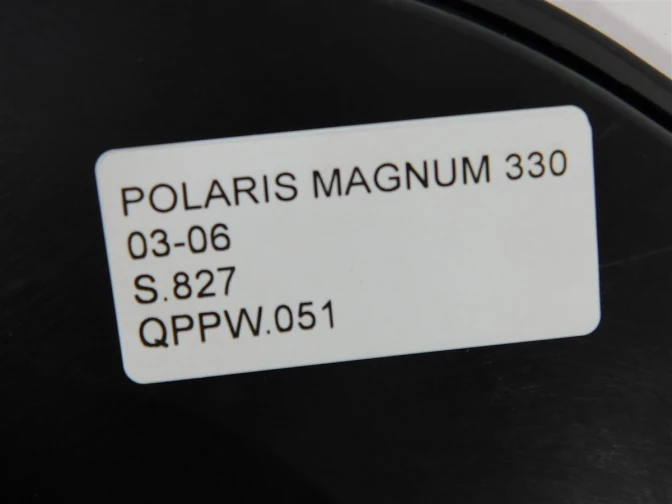 POLARIS MAGNUM 330
03-06
S.827
QPPW.051